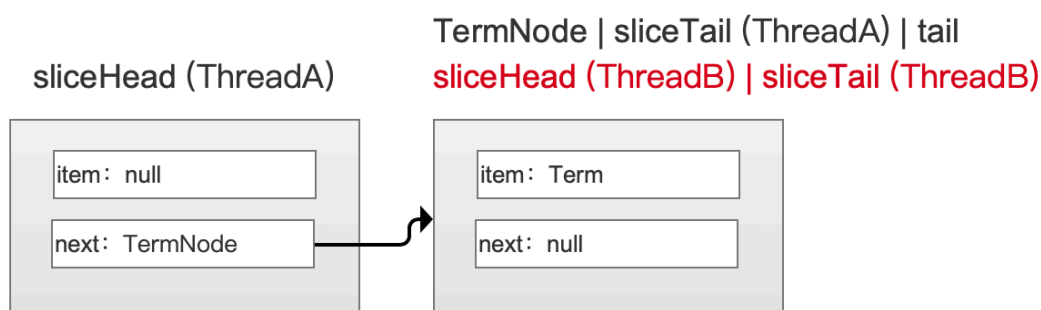 TermNode | sliceTail (ThreadA) | tail
sliceHead (ThreadA)
sliceHead (ThreadB) | sliceTail (ThreadB)
item：null
item：Term
next：TermNode
next：null